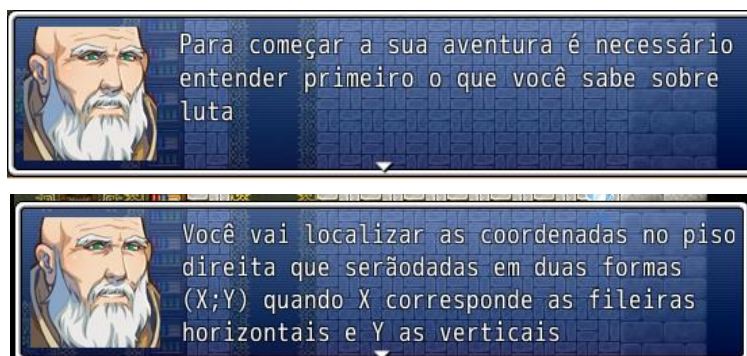 Para começar a sua aventura é necessário
entender primeiro o que você sabe sobre
luta
Você vai localizar as coordenadas no piso
direita que serãodadas em duas formas
(X;Y) quando X corresponde as fileiras
horizontais e Y as verticais